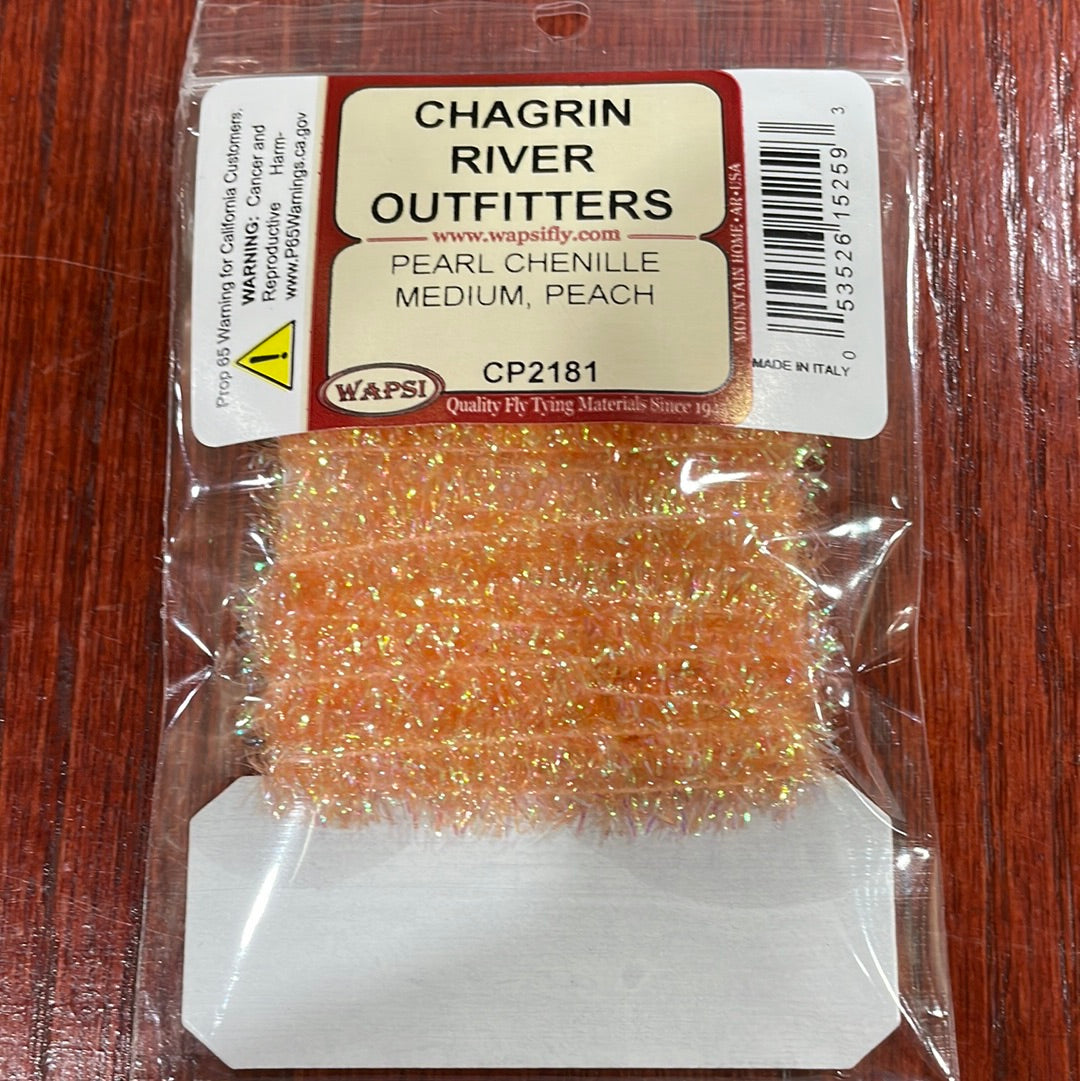 CHAGRIN
RIVER
OUTFITTERS
www.wapsifly.com
PEARL CHENILLE
MEDIUM, PEACH
CP2181
WAPSI
Quality Fly Tying Materials Since
MOUNTAIN HOME•AR•USA
Prop 65 Warning for California Customers.
WARNING: Cancer and
Reproductive Harm-
www.P65Warnings.ca.gov
0 53526 15259 3
MADE IN ITALY